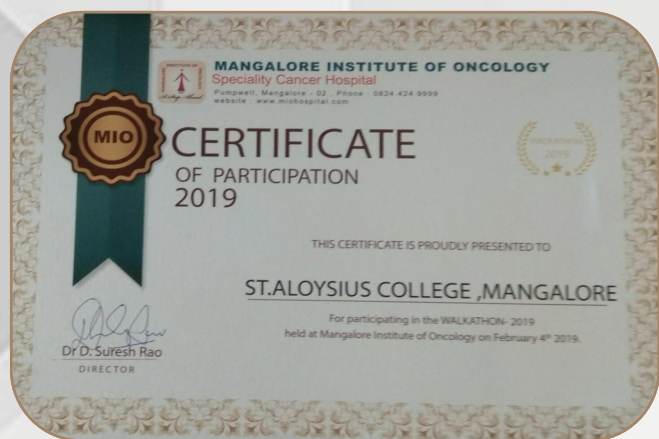 MANGALORE INSTITUTE OF ONCOLOGY
Speciality Cancer Hospital
Pumpwell, Mangalore - 02 . Phone : 0824 424 9999
website : www.miohospital.com
MIO
CERTIFICATE
OF PARTICIPATION
2019
WALKATHON
2019
THIS CERTIFICATE IS PROUDLY PRESENTED TO
ST.ALOYSIUS COLLEGE ,MANGALORE
For participating in the WALKATHON- 2019
held at Mangalore Institute of Oncology on February 4th 2019.
Dr D. Suresh Rao
DIRECTOR